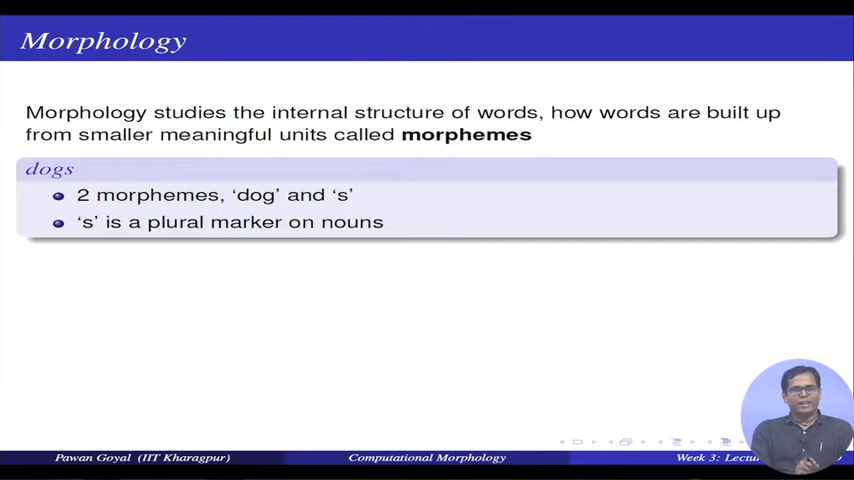 Morphology
Morphology studies the internal structure of words, how words are built up
from smaller meaningful units called morphemes
dogs
2 morphemes, ‘dog’ and ‘s’
‘s’ is a plural marker on nouns
Pawan Goyal (IIT Kharagpur) Computational Morphology Week 3: